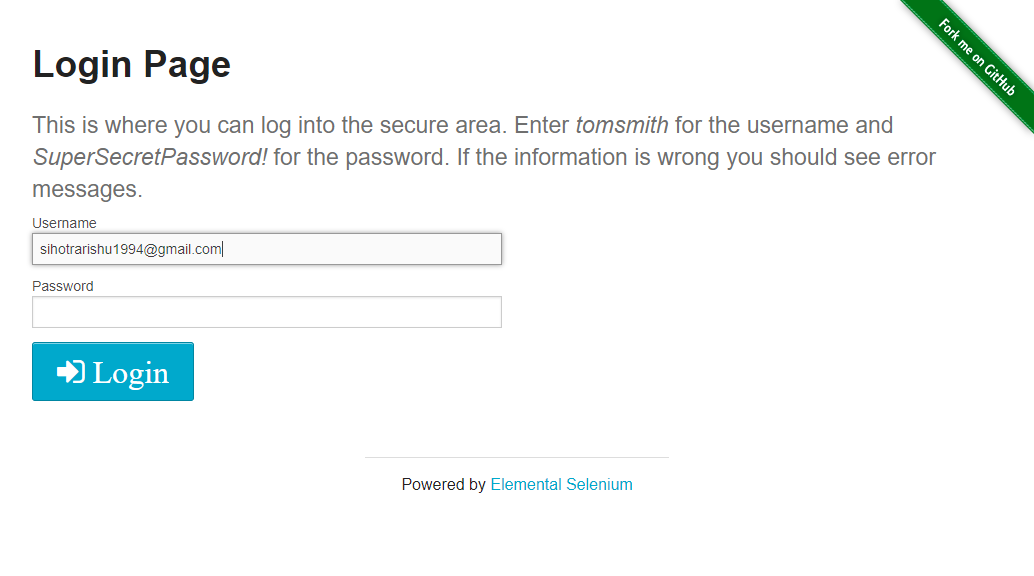 Fork me on GitHub
Login Page
This is where you can log into the secure area. Enter tomsmith for the username and
SuperSecretPassword! for the password. If the information is wrong you should see error
messages.
Username
sihotrarishu1994@gmail.com
Password
Login
Powered by Elemental Selenium